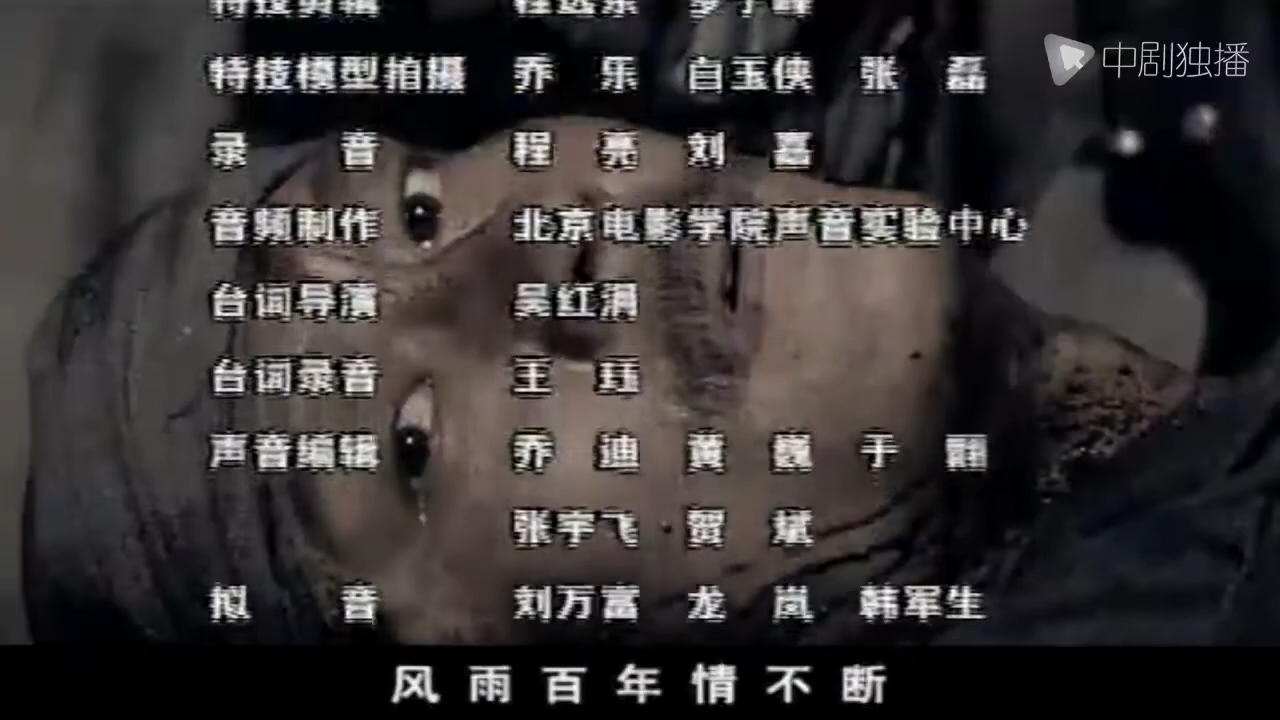 中剧独播
特技模型拍摄 乔 乐 白玉侠 张 磊
录 音 程 亮 刘 嘉
音频制作 北京电影学院声音实验中心
台词导演 吴红涓
台词录音 王 珏
声音编辑 乔 迪 黄 巍 于 翮
张宇飞 贺 斌
拟 音 刘万富 龙 岚 韩军生
风雨百年情不断